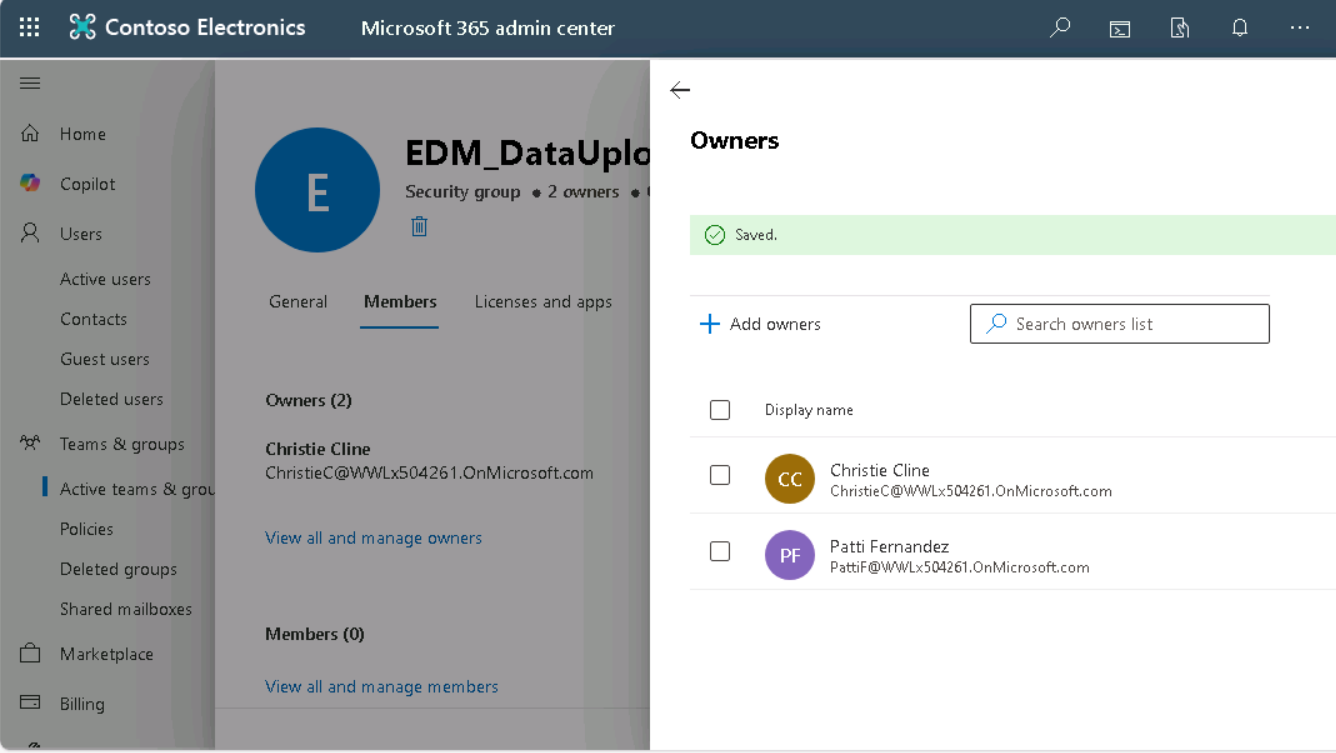 Contoso Electronics
Microsoft 365 admin center
Home
Copilot
Users
Active users
Contacts
Guest users
Deleted users
Teams & groups
Active teams & grou
Policies
Deleted groups
Shared mailboxes
Marketplace
Billing
E
EDM_DataUplo
Security group ● 2 owners ●
General Members Licenses and apps
Owners (2)
Christie Cline
ChristieC@WWLx504261.OnMicrosoft.com
View all and manage owners
Members (0)
View all and manage members
Owners
Saved.
Add owners
Search owners list
Display name
CC
Christie Cline
ChristieC@WWLx504261.OnMicrosoft.com
PF
Patti Fernandez
PattiF@WWLx504261.OnMicrosoft.com